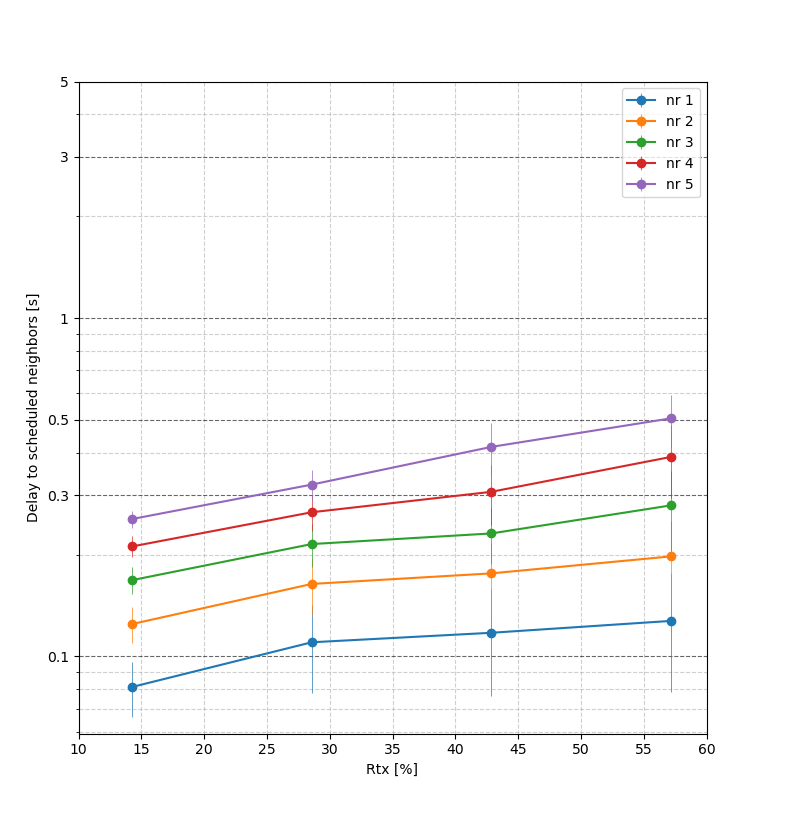 5
3
1
0.5
0.3
0.1
Delay to scheduled neighbors [s]
nr 1
nr 2
nr 3
nr 4
nr 5
10 15 20 25 30 35 40 45 50 55 60
Rtx [%]